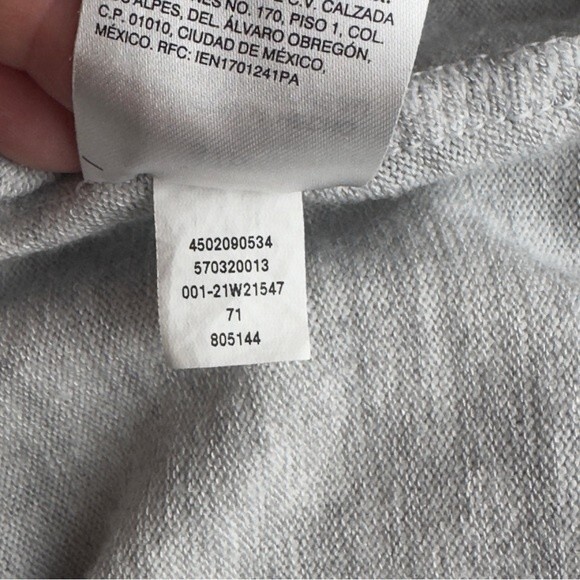 C.V. CALZADA
NES NO. 170, PISO 1, COL.
ALPES, DEL. ÁLVARO OBREGÓN,
C.P. 01010, CIUDAD DE MÉXICO,
MÉXICO. RFC: IEN1701241PA
4502090534
570320013
001-21W21547
71
805144